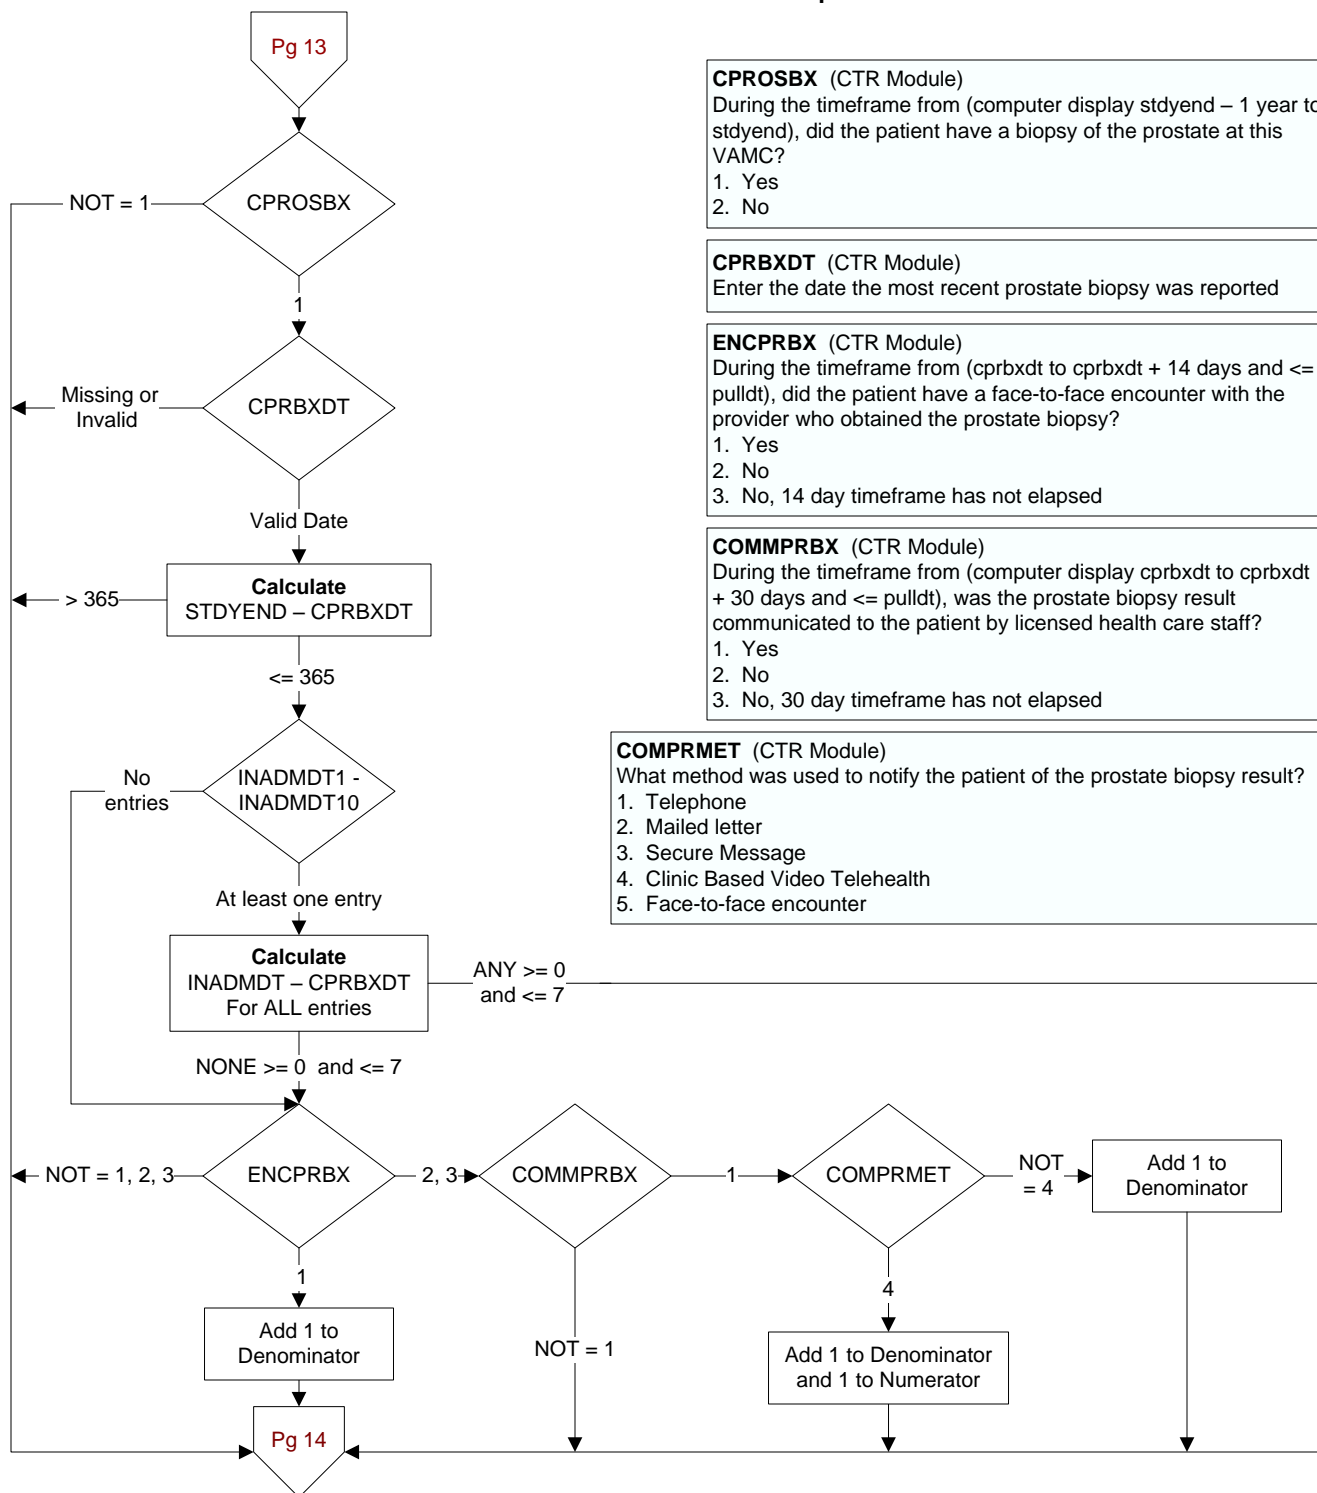 Pg 13
CPROSBX (CTR Module)
During the timeframe from (computer display stdyend – 1 year to
stdyend), did the patient have a biopsy of the prostate at this
VAMC?
1. Yes
2. No
CPRBXDT (CTR Module)
Enter the date the most recent prostate biopsy was reported
ENCPRBX (CTR Module)
During the timeframe from (cprbxdt to cprbxdt + 14 days and <=
pulldt), did the patient have a face-to-face encounter with the
provider who obtained the prostate biopsy?
1. Yes
2. No
3. No, 14 day timeframe has not elapsed
COMMPRBX (CTR Module)
During the timeframe from (computer display cprbxdt to cprbxdt
+ 30 days and <= pulldt), was the prostate biopsy result
communicated to the patient by licensed health care staff?
1. Yes
2. No
3. No, 30 day timeframe has not elapsed
COMPRMET (CTR Module)
What method was used to notify the patient of the prostate biopsy result?
1. Telephone
2. Mailed letter
3. Secure Message
4. Clinic Based Video Telehealth
5. Face-to-face encounter
NOT = 1
CPROSBX
1
Missing or
Invalid
CPRBXDT
Valid Date
> 365
Calculate
STDYEND – CPRBXDT
<= 365
No
entries
INADMDT1 -
INADMDT10
At least one entry
Calculate
INADMDT – CPRBXDT
For ALL entries
ANY >= 0
and <= 7
NONE >= 0 and <= 7
NOT = 1, 2, 3
ENCPRBX
2, 3
COMMPRBX
1
COMPRMET
NOT
= 4
Add 1 to
Denominator
1
Add 1 to
Denominator
NOT = 1
4
Add 1 to Denominator
and 1 to Numerator
Pg 14